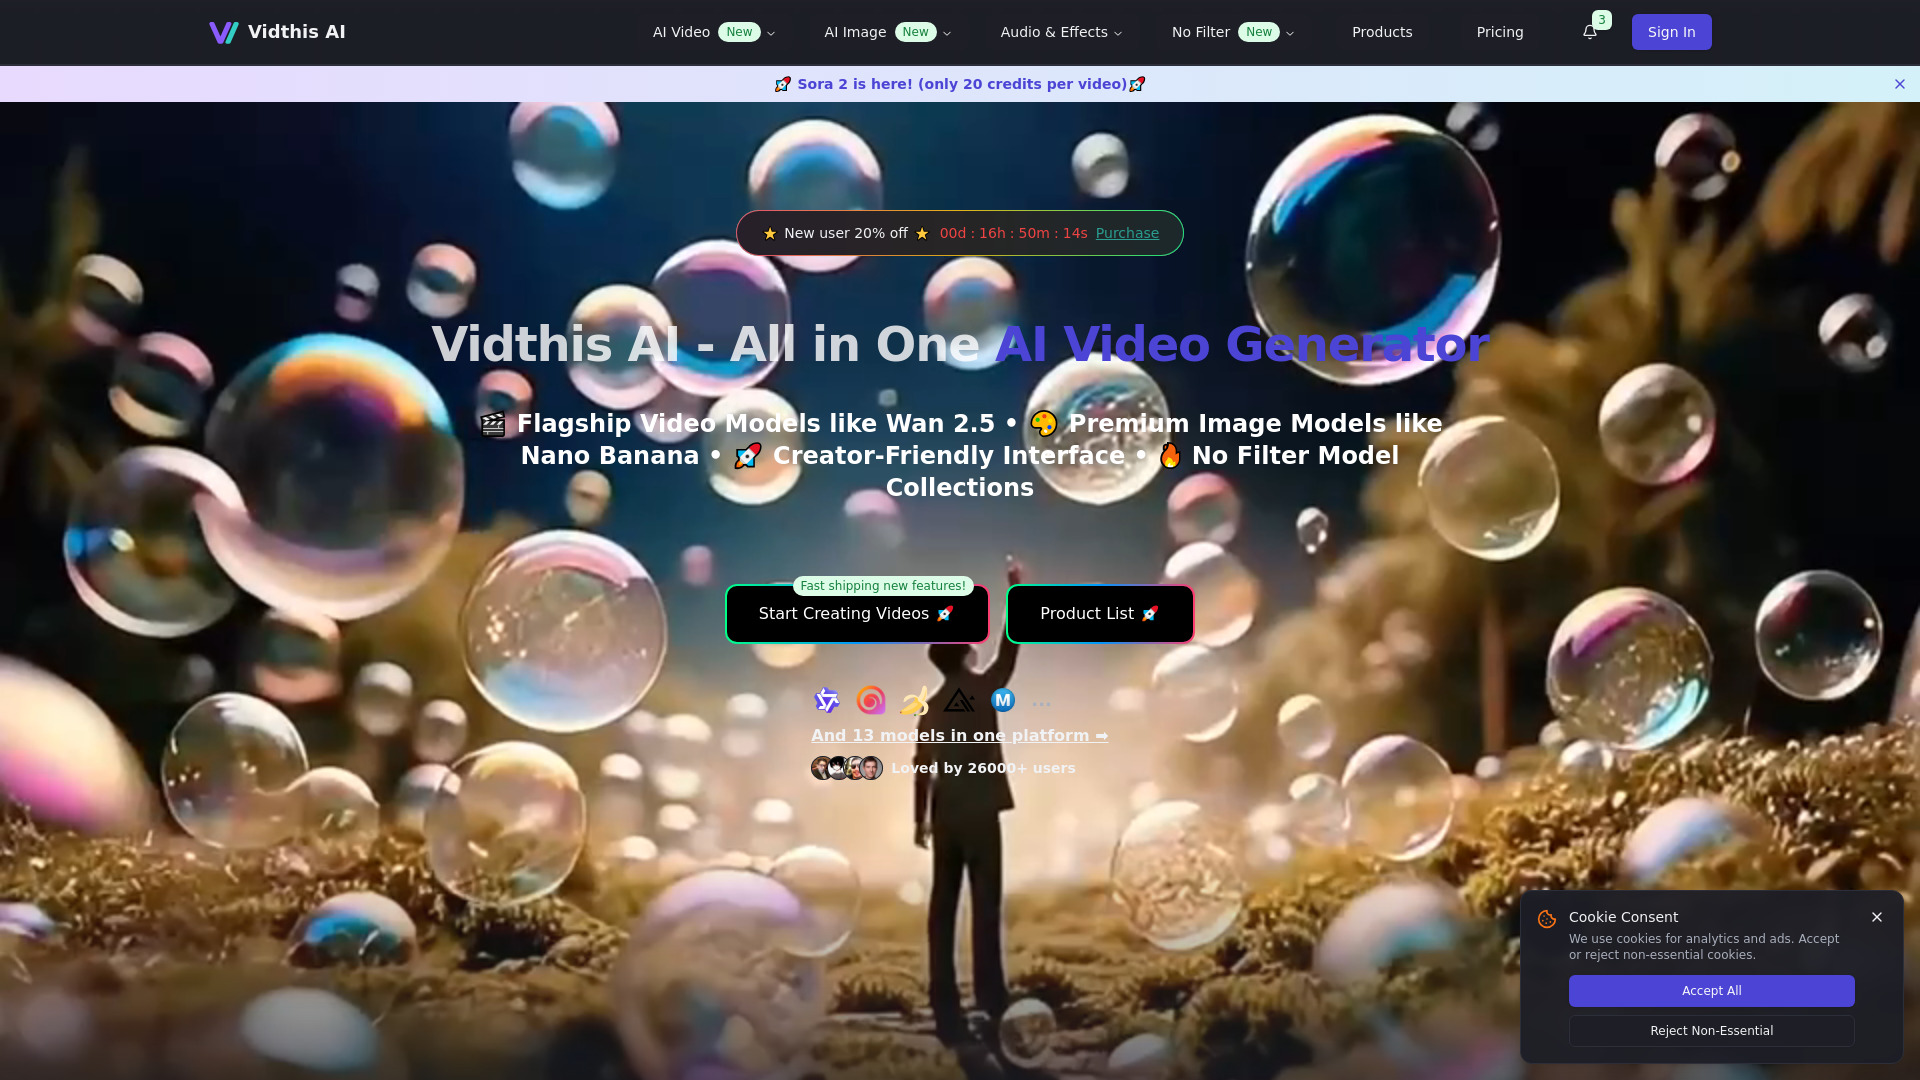 Vidthis AI
AI Video New
AI Image New
Audio & Effects
No Filter New
Products
Pricing
3
Sign In
🚀 Sora 2 is here! (only 20 credits per video)🚀
⭐ New user 20% off ⭐ 00d : 16h : 50m : 14s Purchase
Vidthis AI - All in One AI Video Generator
🎬 Flagship Video Models like Wan 2.5 • 🎨 Premium Image Models like
Nano Banana • 🚀 Creator-Friendly Interface • 🔥 No Filter Model
Collections
Fast shipping new features!
Start Creating Videos 🚀
Product List 🚀
M
...
And 13 models in one platform ➡
Loved by 26000+ users
Cookie Consent
We use cookies for analytics and ads. Accept
or reject non-essential cookies.
Accept All
Reject Non-Essential